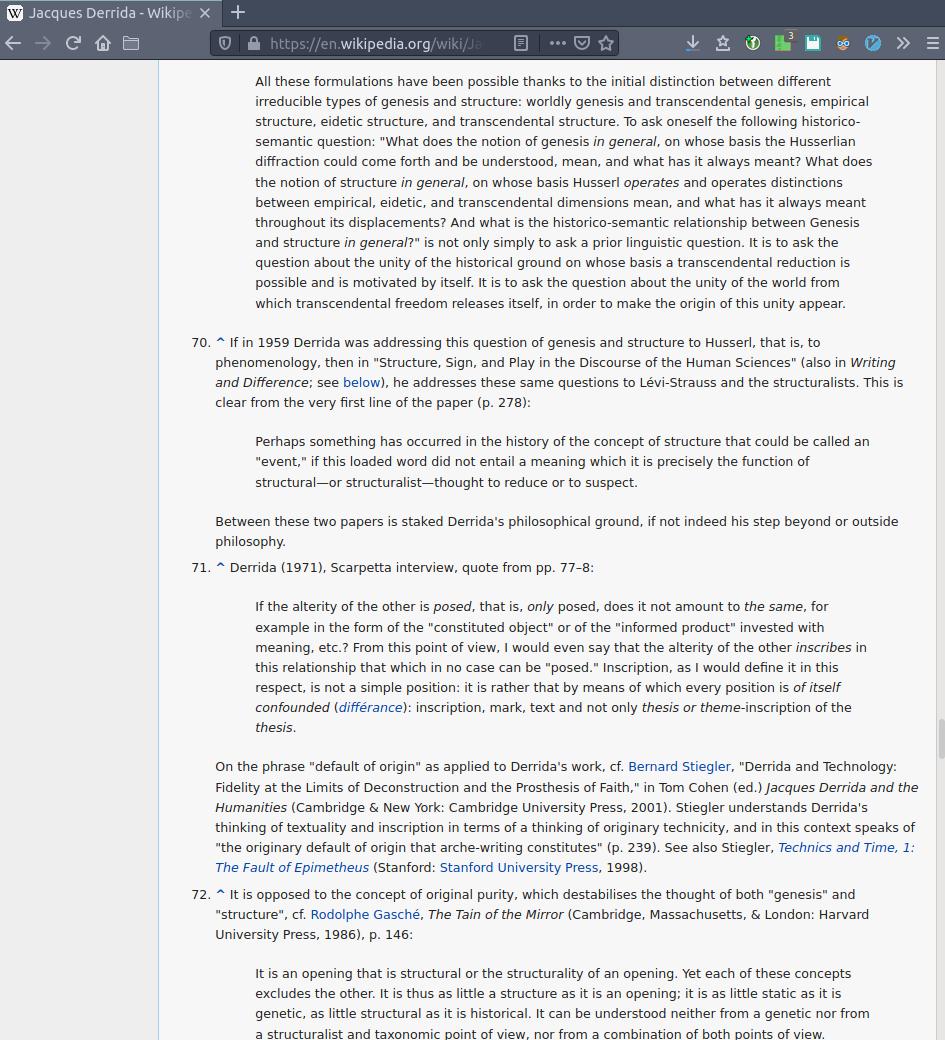 Jacques Derrida - Wikipe
https://en.wikipedia.org/wiki/Ja
3
All these formulations have been possible thanks to the initial distinction between different
irreducible types of genesis and structure: worldly genesis and transcendental genesis, empirical
structure, eidetic structure, and transcendental structure. To ask oneself the following historico-
semantic question: "What does the notion of genesis in general, on whose basis the Husserlian
diffraction could come forth and be understood, mean, and what has it always meant? What does
the notion of structure in general, on whose basis Husserl operates and operates distinctions
between empirical, eidetic, and transcendental dimensions mean, and what has it always meant
throughout its displacements? And what is the historico-semantic relationship between Genesis
and structure in general?" is not only simply to ask a prior linguistic question. It is to ask the
question about the unity of the historical ground on whose basis a transcendental reduction is
possible and is motivated by itself. It is to ask the question about the unity of the world from
which transcendental freedom releases itself, in order to make the origin of this unity appear.
70. ^ If in 1959 Derrida was addressing this question of genesis and structure to Husserl, that is, to
phenomenology, then in "Structure, Sign, and Play in the Discourse of the Human Sciences" (also in Writing
and Difference; see below), he addresses these same questions to Lévi-Strauss and the structuralists. This is
clear from the very first line of the paper (p. 278):
Perhaps something has occurred in the history of the concept of structure that could be called an
"event," if this loaded word did not entail a meaning which it is precisely the function of
structural—or structuralist—thought to reduce or to suspect.
Between these two papers is staked Derrida's philosophical ground, if not indeed his step beyond or outside
philosophy.
71. ^ Derrida (1971), Scarpetta interview, quote from pp. 77–8:
If the alterity of the other is posed, that is, only posed, does it not amount to the same, for
example in the form of the "constituted object" or of the "informed product" invested with
meaning, etc.? From this point of view, I would even say that the alterity of the other inscribes in
this relationship that which in no case can be "posed." Inscription, as I would define it in this
respect, is not a simple position: it is rather that by means of which every position is of itself
confounded (différance): inscription, mark, text and not only thesis or theme-inscription of the
thesis.
On the phrase "default of origin" as applied to Derrida's work, cf. Bernard Stiegler, "Derrida and Technology:
Fidelity at the Limits of Deconstruction and the Prosthesis of Faith," in Tom Cohen (ed.) Jacques Derrida and the
Humanities (Cambridge & New York: Cambridge University Press, 2001). Stiegler understands Derrida's
thinking of textuality and inscription in terms of a thinking of originary technicity, and in this context speaks of
"the originary default of origin that arche-writing constitutes" (p. 239). See also Stiegler, Technics and Time, 1:
The Fault of Epimetheus (Stanford: Stanford University Press, 1998).
72. ^ It is opposed to the concept of original purity, which destabilises the thought of both "genesis" and
"structure", cf. Rodolphe Gasché, The Tain of the Mirror (Cambridge, Massachusetts, & London: Harvard
University Press, 1986), p. 146:
It is an opening that is structural or the structurality of an opening. Yet each of these concepts
excludes the other. It is thus as little a structure as it is an opening; it is as little static as it is
genetic, as little structural as it is historical. It can be understood neither from a genetic nor from
a structuralist and taxonomic point of view, nor from a combination of both points of view.